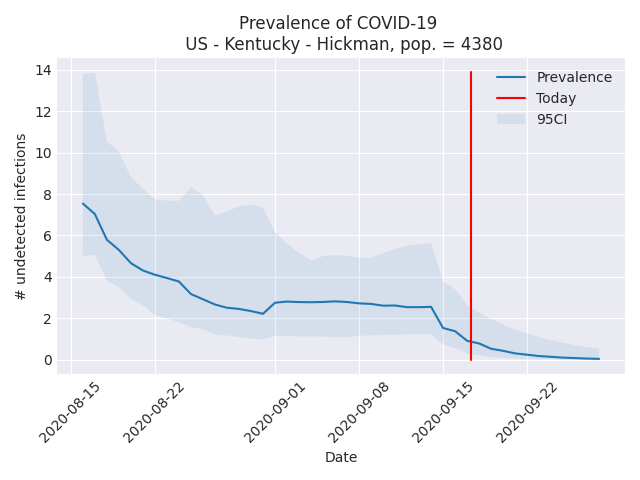 Prevalence of COVID-19
US - Kentucky - Hickman, pop. = 4380
# undetected infections
14
12
10
8
6
4
2
0
Prevalence
Today
95CI
2020-08-15
2020-08-22
2020-09-01
2020-09-08
2020-09-15
2020-09-22
Date